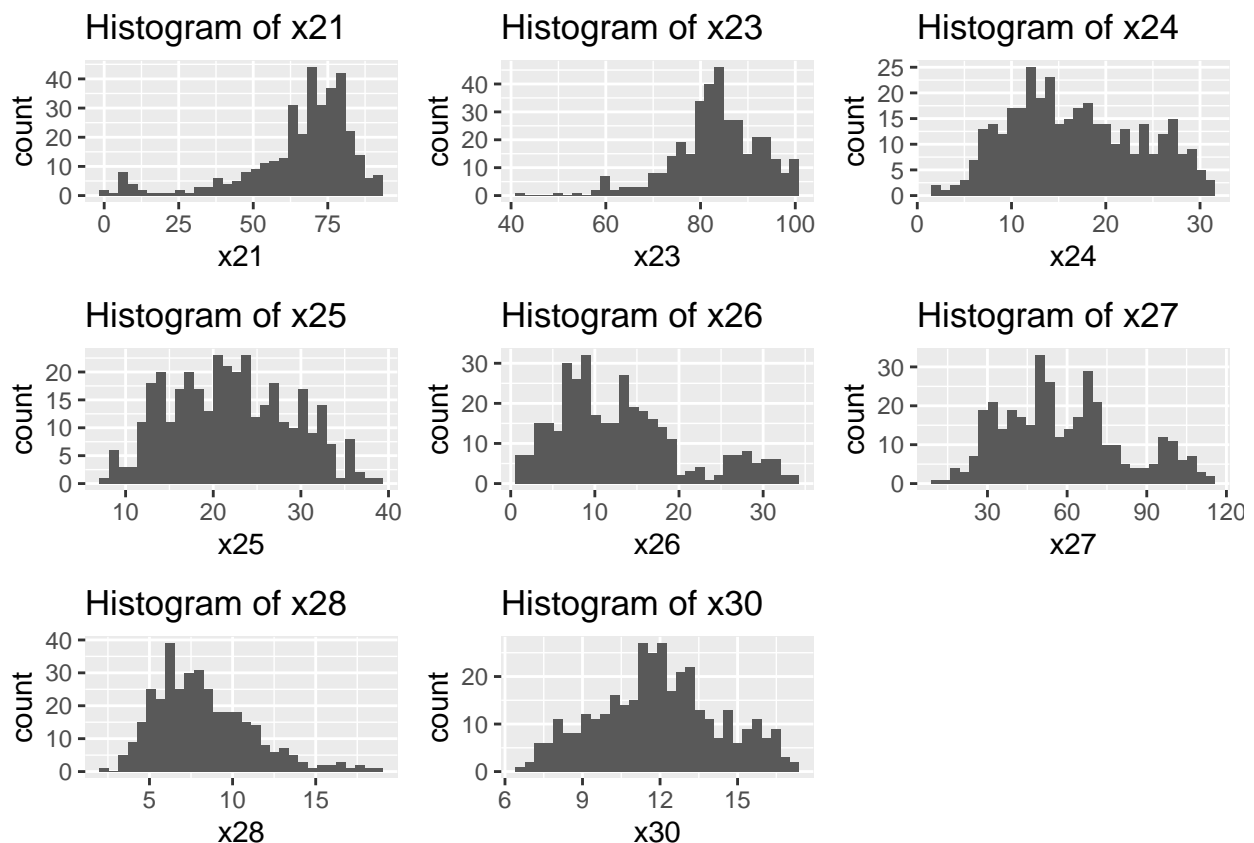 Histogram of x21
40
30
20
10
0
count
0 25 50 75
x21
Histogram of x23
40
30
20
10
0
count
40 60 80 100
x23
Histogram of x24
25
20
15
10
5
0
count
0 10 20 30
x24
Histogram of x25
20
15
10
5
0
count
10 20 30 40
x25
Histogram of x26
30
20
10
0
count
0 10 20 30
x26
Histogram of x27
30
20
10
0
count
30 60 90 120
x27
Histogram of x28
40
30
20
10
0
count
5 10 15
x28
Histogram of x30
20
10
0
count
6 9 12 15
x30